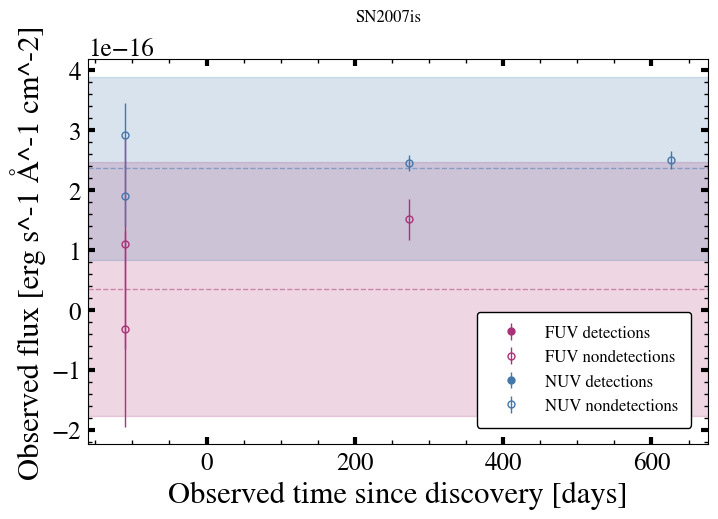 SN2007is
1e−16
Observed flux [erg s^-1 Å^-1 cm^-2]
4
3
2
1
0
−1
−2
0 200 400 600
Observed time since discovery [days]
FUV detections
FUV nondetections
NUV detections
NUV nondetections